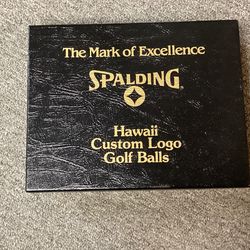 The Mark of Excellence
SPALDING
Hawaii
Custom Logo
Golf Balls